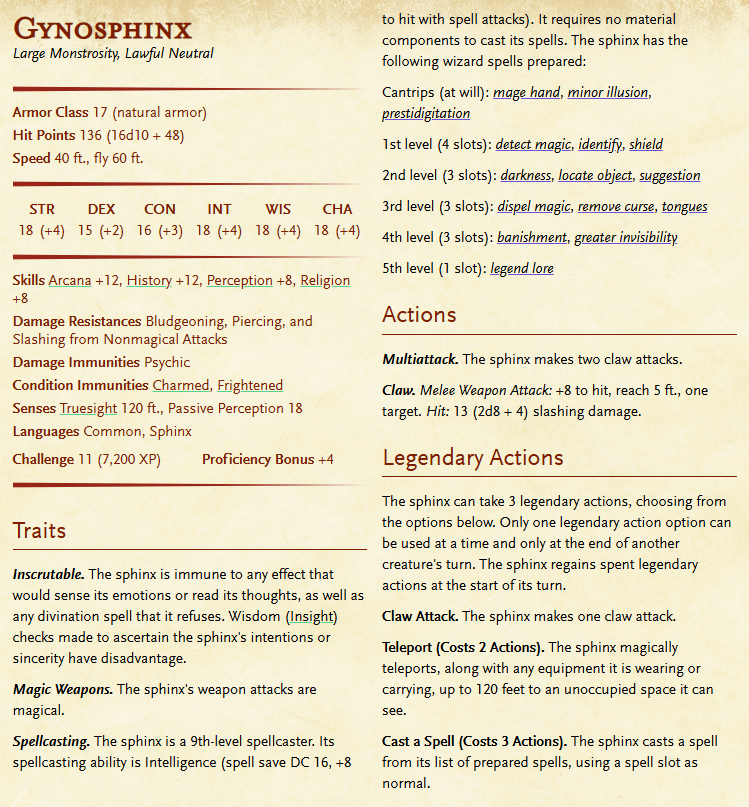 GYNOSPHINX
Large Monstrosity, Lawful Neutral
Armor Class 17 (natural armor)
Hit Points 136 (16d10 + 48)
Speed 40 ft., fly 60 ft.
STR DEX CON INT WIS CHA
18 (+4) 15 (+2) 16 (+3) 18 (+4) 18 (+4) 18 (+4)
Skills Arcana +12, History +12, Perception +8, Religion
+8
Damage Resistances Bludgeoning, Piercing, and
Slashing from Nonmagical Attacks
Damage Immunities Psychic
Condition Immunities Charmed, Frightened
Senses Truesight 120 ft., Passive Perception 18
Languages Common, Sphinx
Challenge 11 (7,200 XP) Proficiency Bonus +4
Traits
Inscrutable. The sphinx is immune to any effect that
would sense its emotions or read its thoughts, as well as
any divination spell that it refuses. Wisdom (Insight)
checks made to ascertain the sphinx's intentions or
sincerity have disadvantage.
Magic Weapons. The sphinx's weapon attacks are
magical.
Spellcasting. The sphinx is a 9th-level spellcaster. Its
spellcasting ability is Intelligence (spell save DC 16, +8
to hit with spell attacks). It requires no material
components to cast its spells. The sphinx has the
following wizard spells prepared:
Cantrips (at will): mage hand, minor illusion,
prestidigitation
1st level (4 slots): detect magic, identify, shield
2nd level (3 slots): darkness, locate object, suggestion
3rd level (3 slots): dispel magic, remove curse, tongues
4th level (3 slots): banishment, greater invisibility
5th level (1 slot): legend lore
Actions
Multiattack. The sphinx makes two claw attacks.
Claw. Melee Weapon Attack: +8 to hit, reach 5 ft., one
target. Hit: 13 (2d8 + 4) slashing damage.
Legendary Actions
The sphinx can take 3 legendary actions, choosing from
the options below. Only one legendary action option can
be used at a time and only at the end of another
creature's turn. The sphinx regains spent legendary
actions at the start of its turn.
Claw Attack. The sphinx makes one claw attack.
Teleport (Costs 2 Actions). The sphinx magically
teleports, along with any equipment it is wearing or
carrying, up to 120 feet to an unoccupied space it can
see.
Cast a Spell (Costs 3 Actions). The sphinx casts a spell
from its list of prepared spells, using a spell slot as
normal.